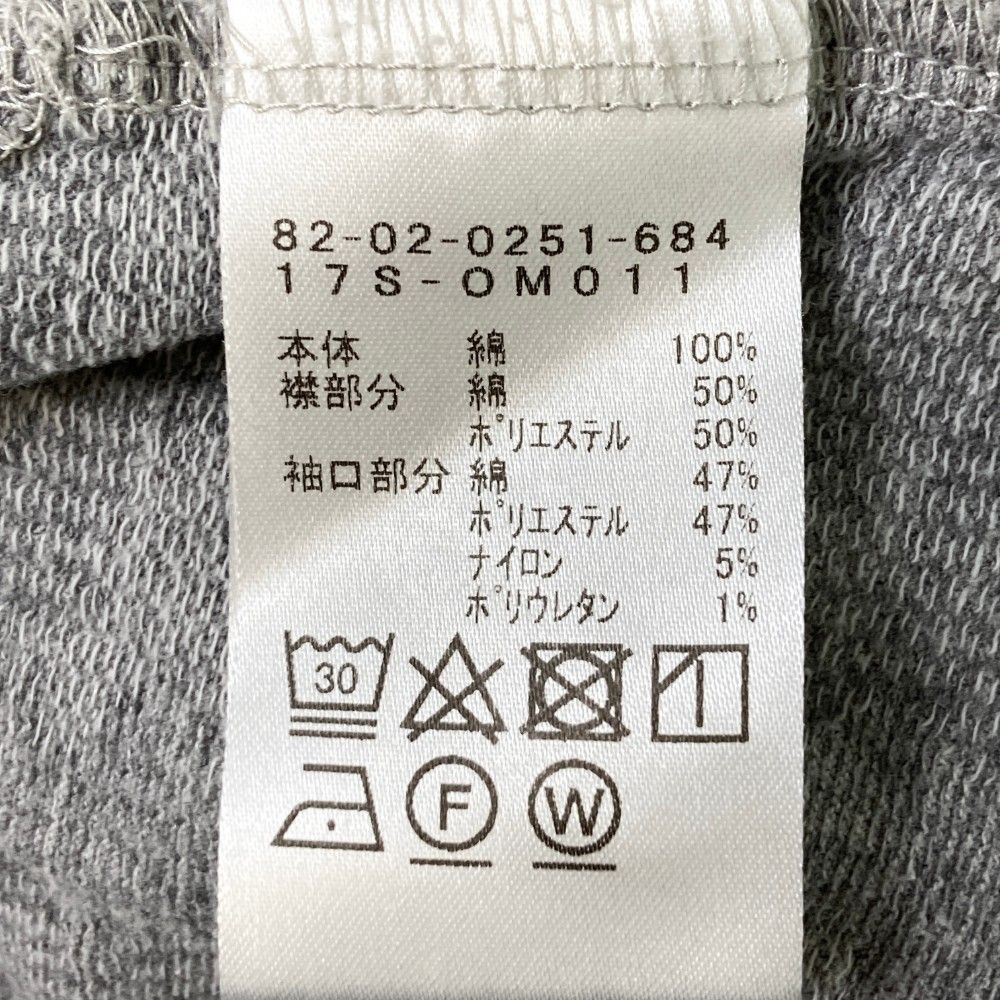 82-02-0251-684
17S-OM011
本体 綿 100%
襟部分 綿 50%
ポリエステル 50%
袖口部分 綿 47%
ポリエステル 47%
ナイロン 5%
ポリウレタン 1%
30
F W